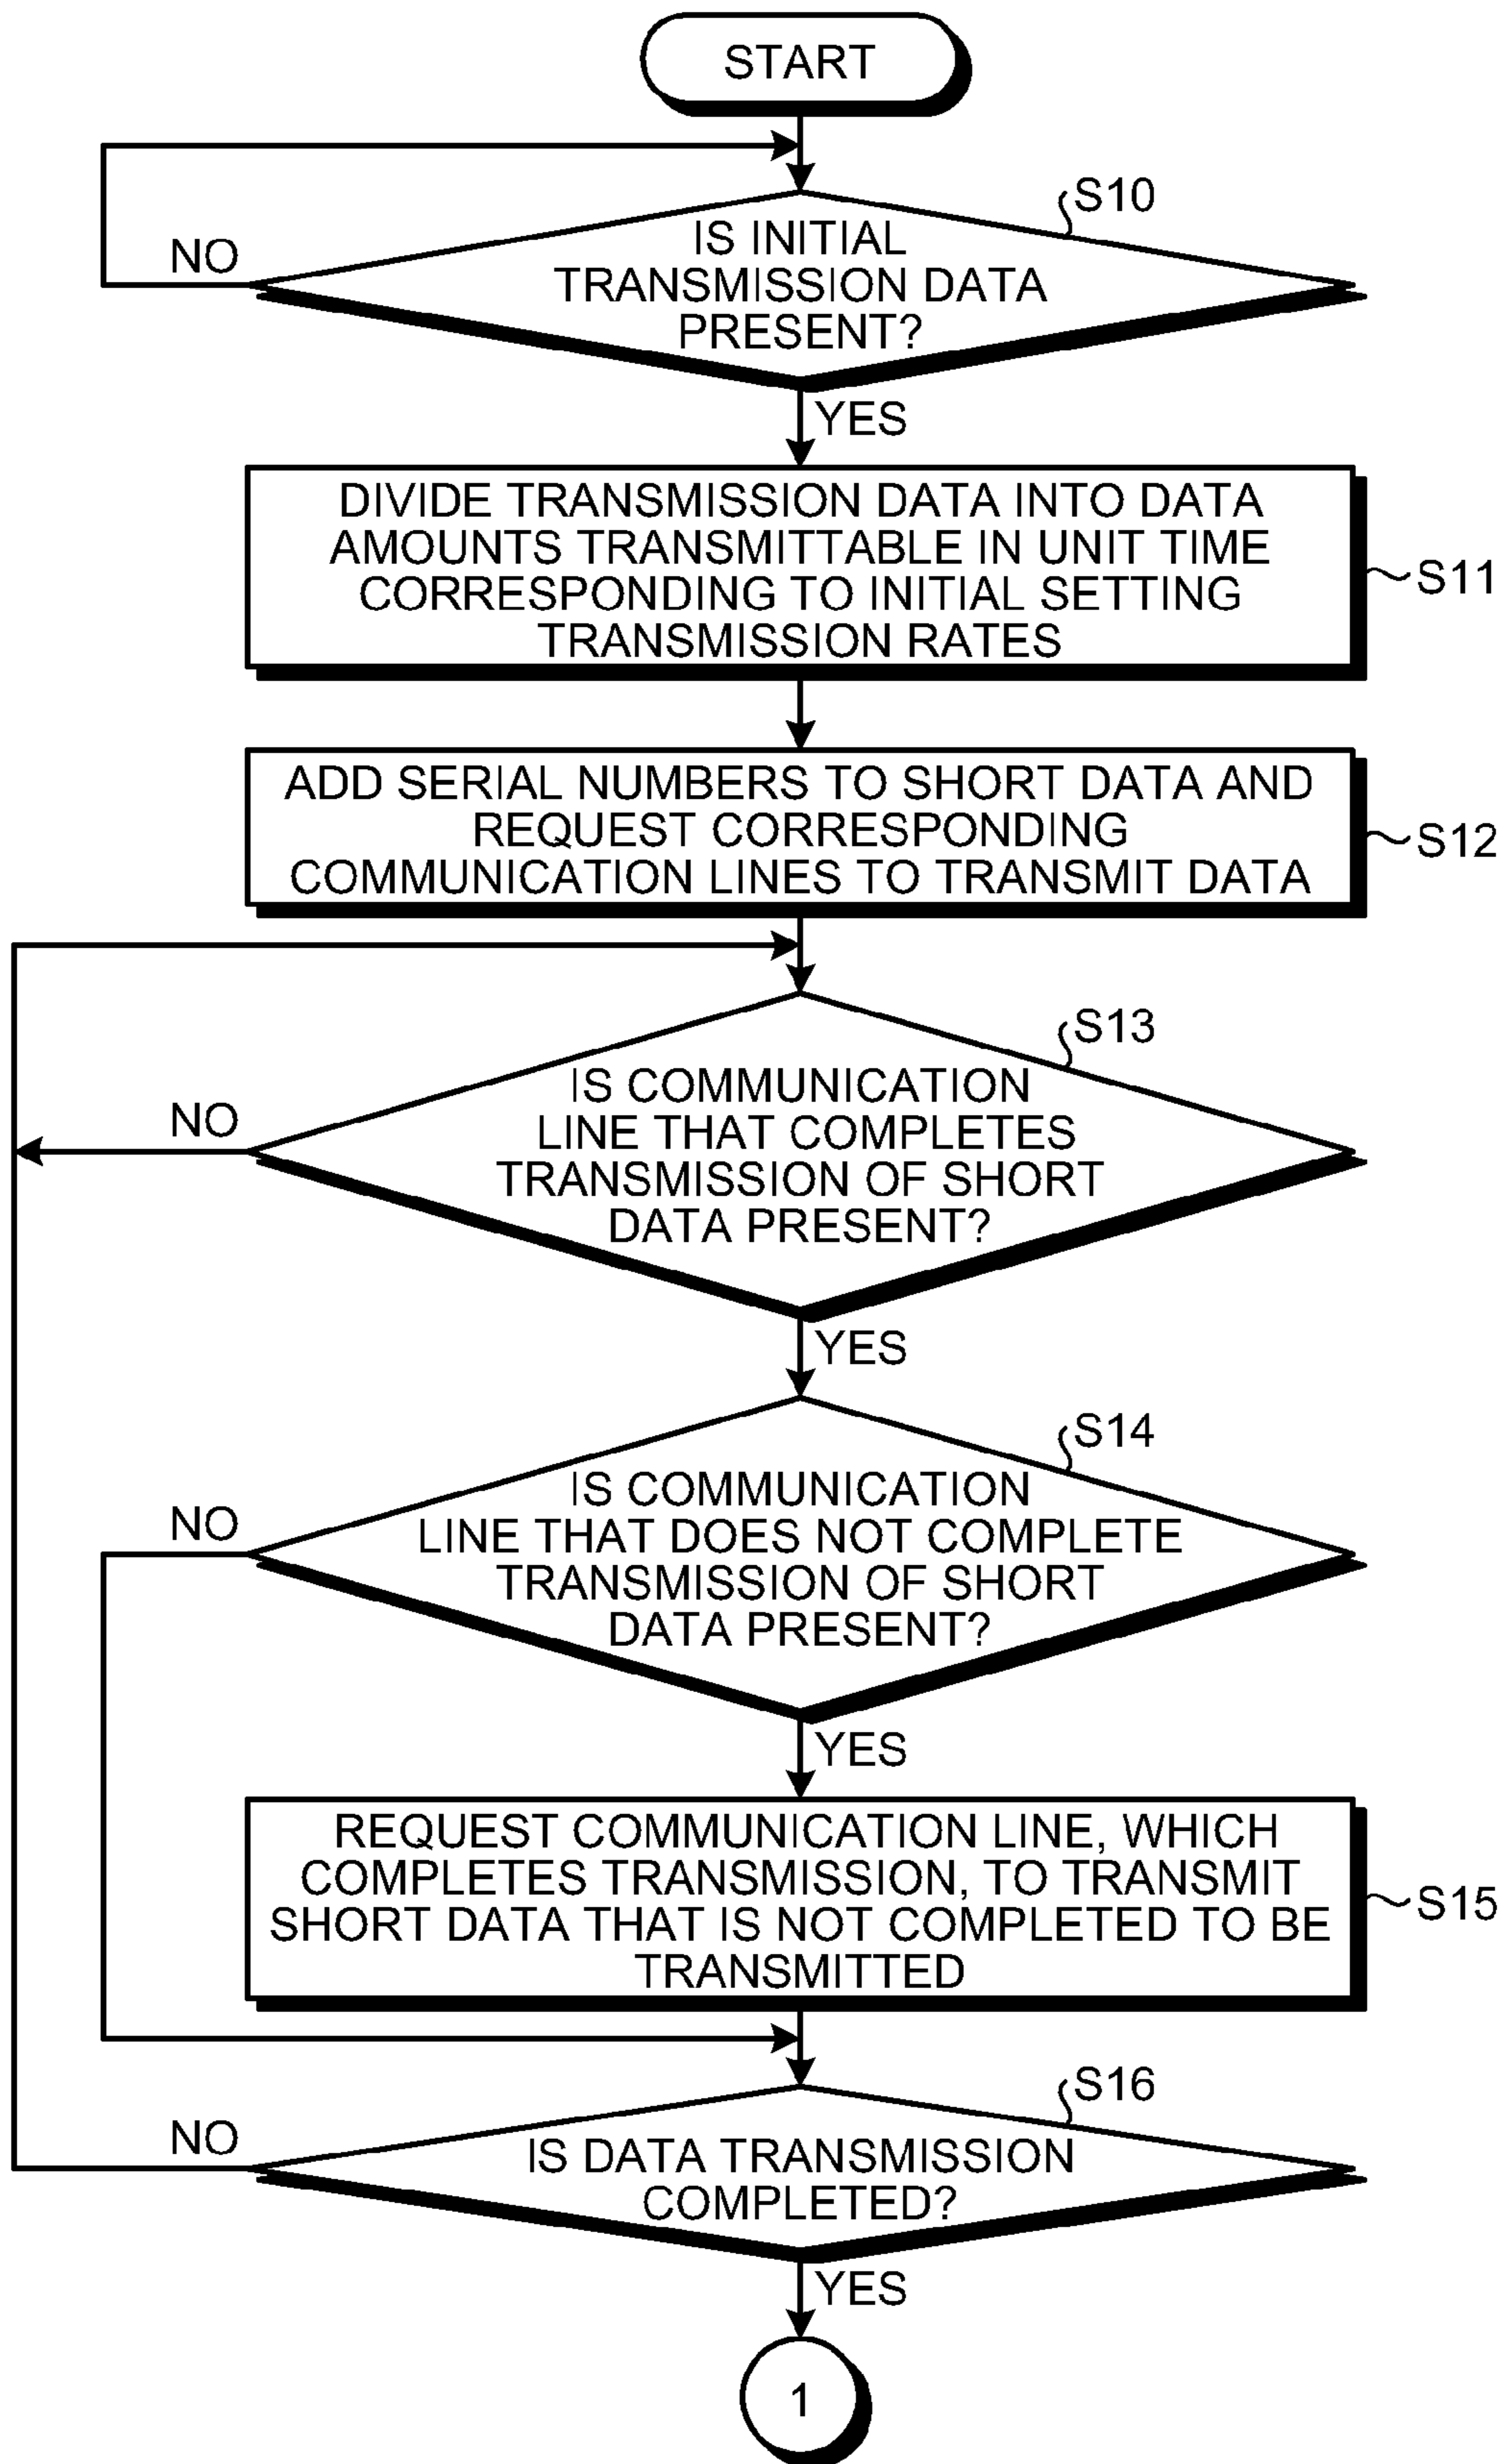 START
S10
IS INITIAL
TRANSMISSION DATA
PRESENT?
NO
YES
DIVIDE TRANSMISSION DATA INTO DATA
AMOUNTS TRANSMITTABLE IN UNIT TIME
CORRESPONDING TO INITIAL SETTING
TRANSMISSION RATES
S11
ADD SERIAL NUMBERS TO SHORT DATA AND
REQUEST CORRESPONDING
COMMUNICATION LINES TO TRANSMIT DATA
S12
S13
IS COMMUNICATION
LINE THAT COMPLETES
TRANSMISSION OF SHORT
DATA PRESENT?
NO
YES
S14
IS COMMUNICATION
LINE THAT DOES NOT COMPLETE
TRANSMISSION OF SHORT
DATA PRESENT?
NO
YES
REQUEST COMMUNICATION LINE, WHICH
COMPLETES TRANSMISSION, TO TRANSMIT
SHORT DATA THAT IS NOT COMPLETED TO BE
TRANSMITTED
S15
S16
IS DATA TRANSMISSION
COMPLETED?
NO
YES
1